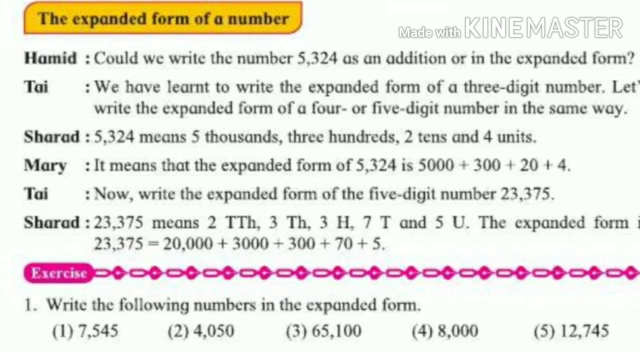 The expanded form of a number
Made with KINEMASTER
Hamid : Could we write the number 5,324 as an addition or in the expanded form?
Tai : We have learnt to write the expanded form of a three-digit number. Let'
write the expanded form of a four- or five-digit number in the same way.
Sharad : 5,324 means 5 thousands, three hundreds, 2 tens and 4 units.
Mary : It means that the expanded form of 5,324 is 5000 + 300 + 20 + 4.
Tai : Now, write the expanded form of the five-digit number 23,375.
Sharad : 23,375 means 2 TTh, 3 Th, 3 H, 7 T and 5 U. The expanded form i
23,375 = 20,000 + 3000 + 300 + 70 + 5.
Exercise
1. Write the following numbers in the expanded form.
(1) 7,545 (2) 4,050 (3) 65,100 (4) 8,000 (5) 12,745